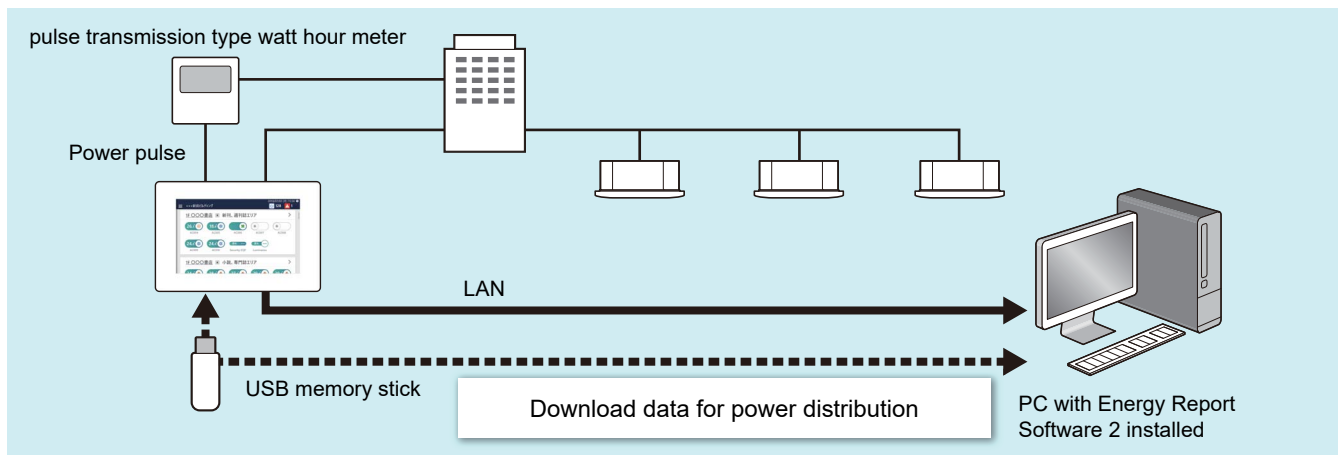 pulse transmission type watt hour meter
Power pulse
LAN
USB memory stick
Download data for power distribution
PC with Energy Report
Software 2 installed